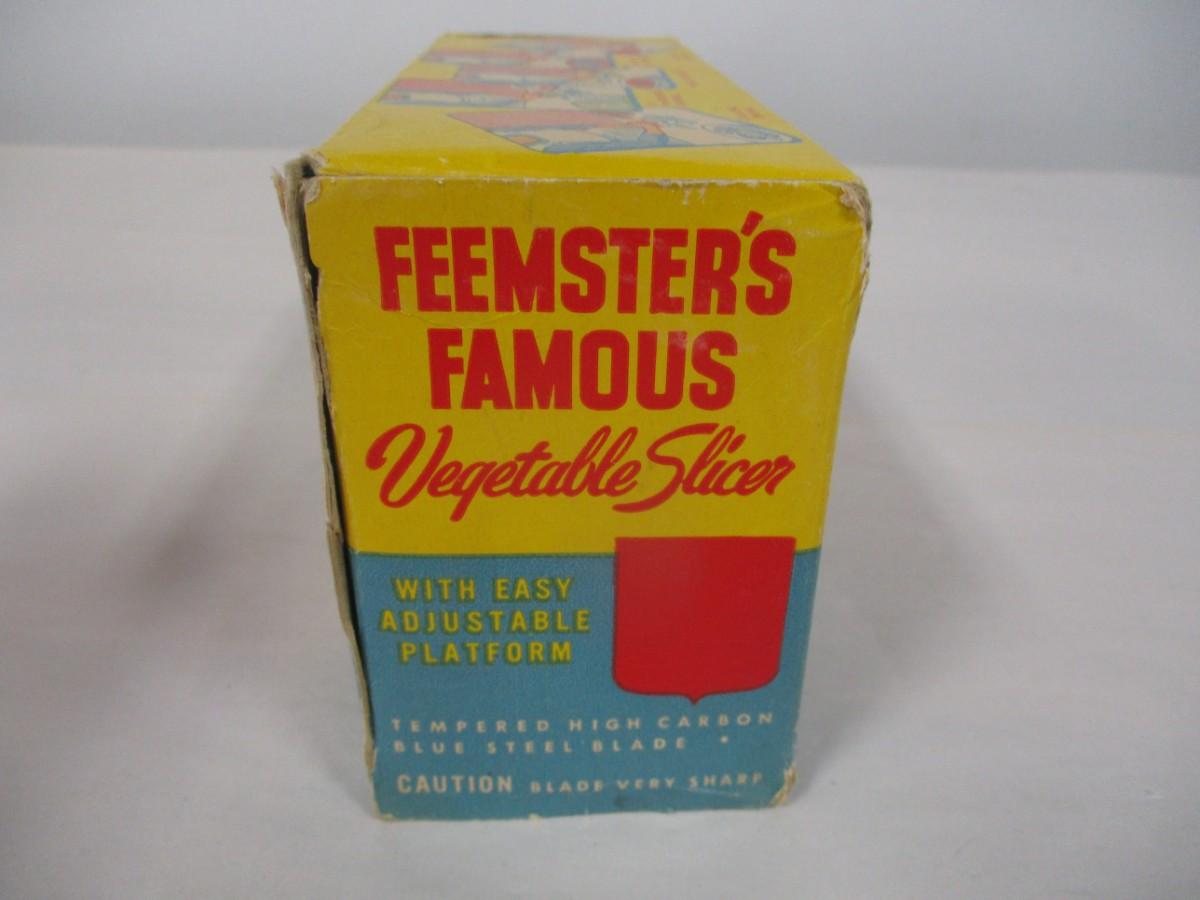 FEEMSTER'S
FAMOUS
Vegetable Slicer
WITH EASY
ADJUSTABLE
PLATFORM
TEMPERED HIGH CARBON
BLUE STEEL BLADE •
CAUTION BLADE VERY SHARP